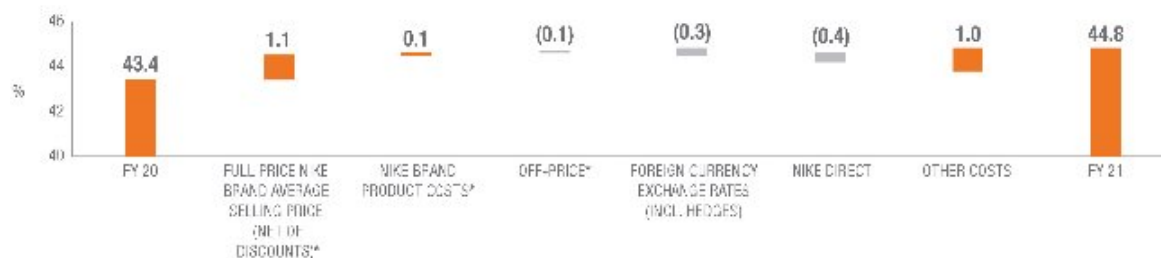 46
44
42
40
%
43.4
1.1
0.1
(0.1)
(0.3)
(0.4)
1.0
44.8
FY 20
FULL PRICE NIKE
BRAND AVERAGE
SELLING PRICE
(NET OF
DISCOUNTS)*
NIKE BRAND
PRODUCT COSTS*
OFF-PRICE*
FOREIGN CURRENCY
EXCHANGE RATES
(INCL. HEDGES)
NIKE DIRECT
OTHER COSTS
FY 21